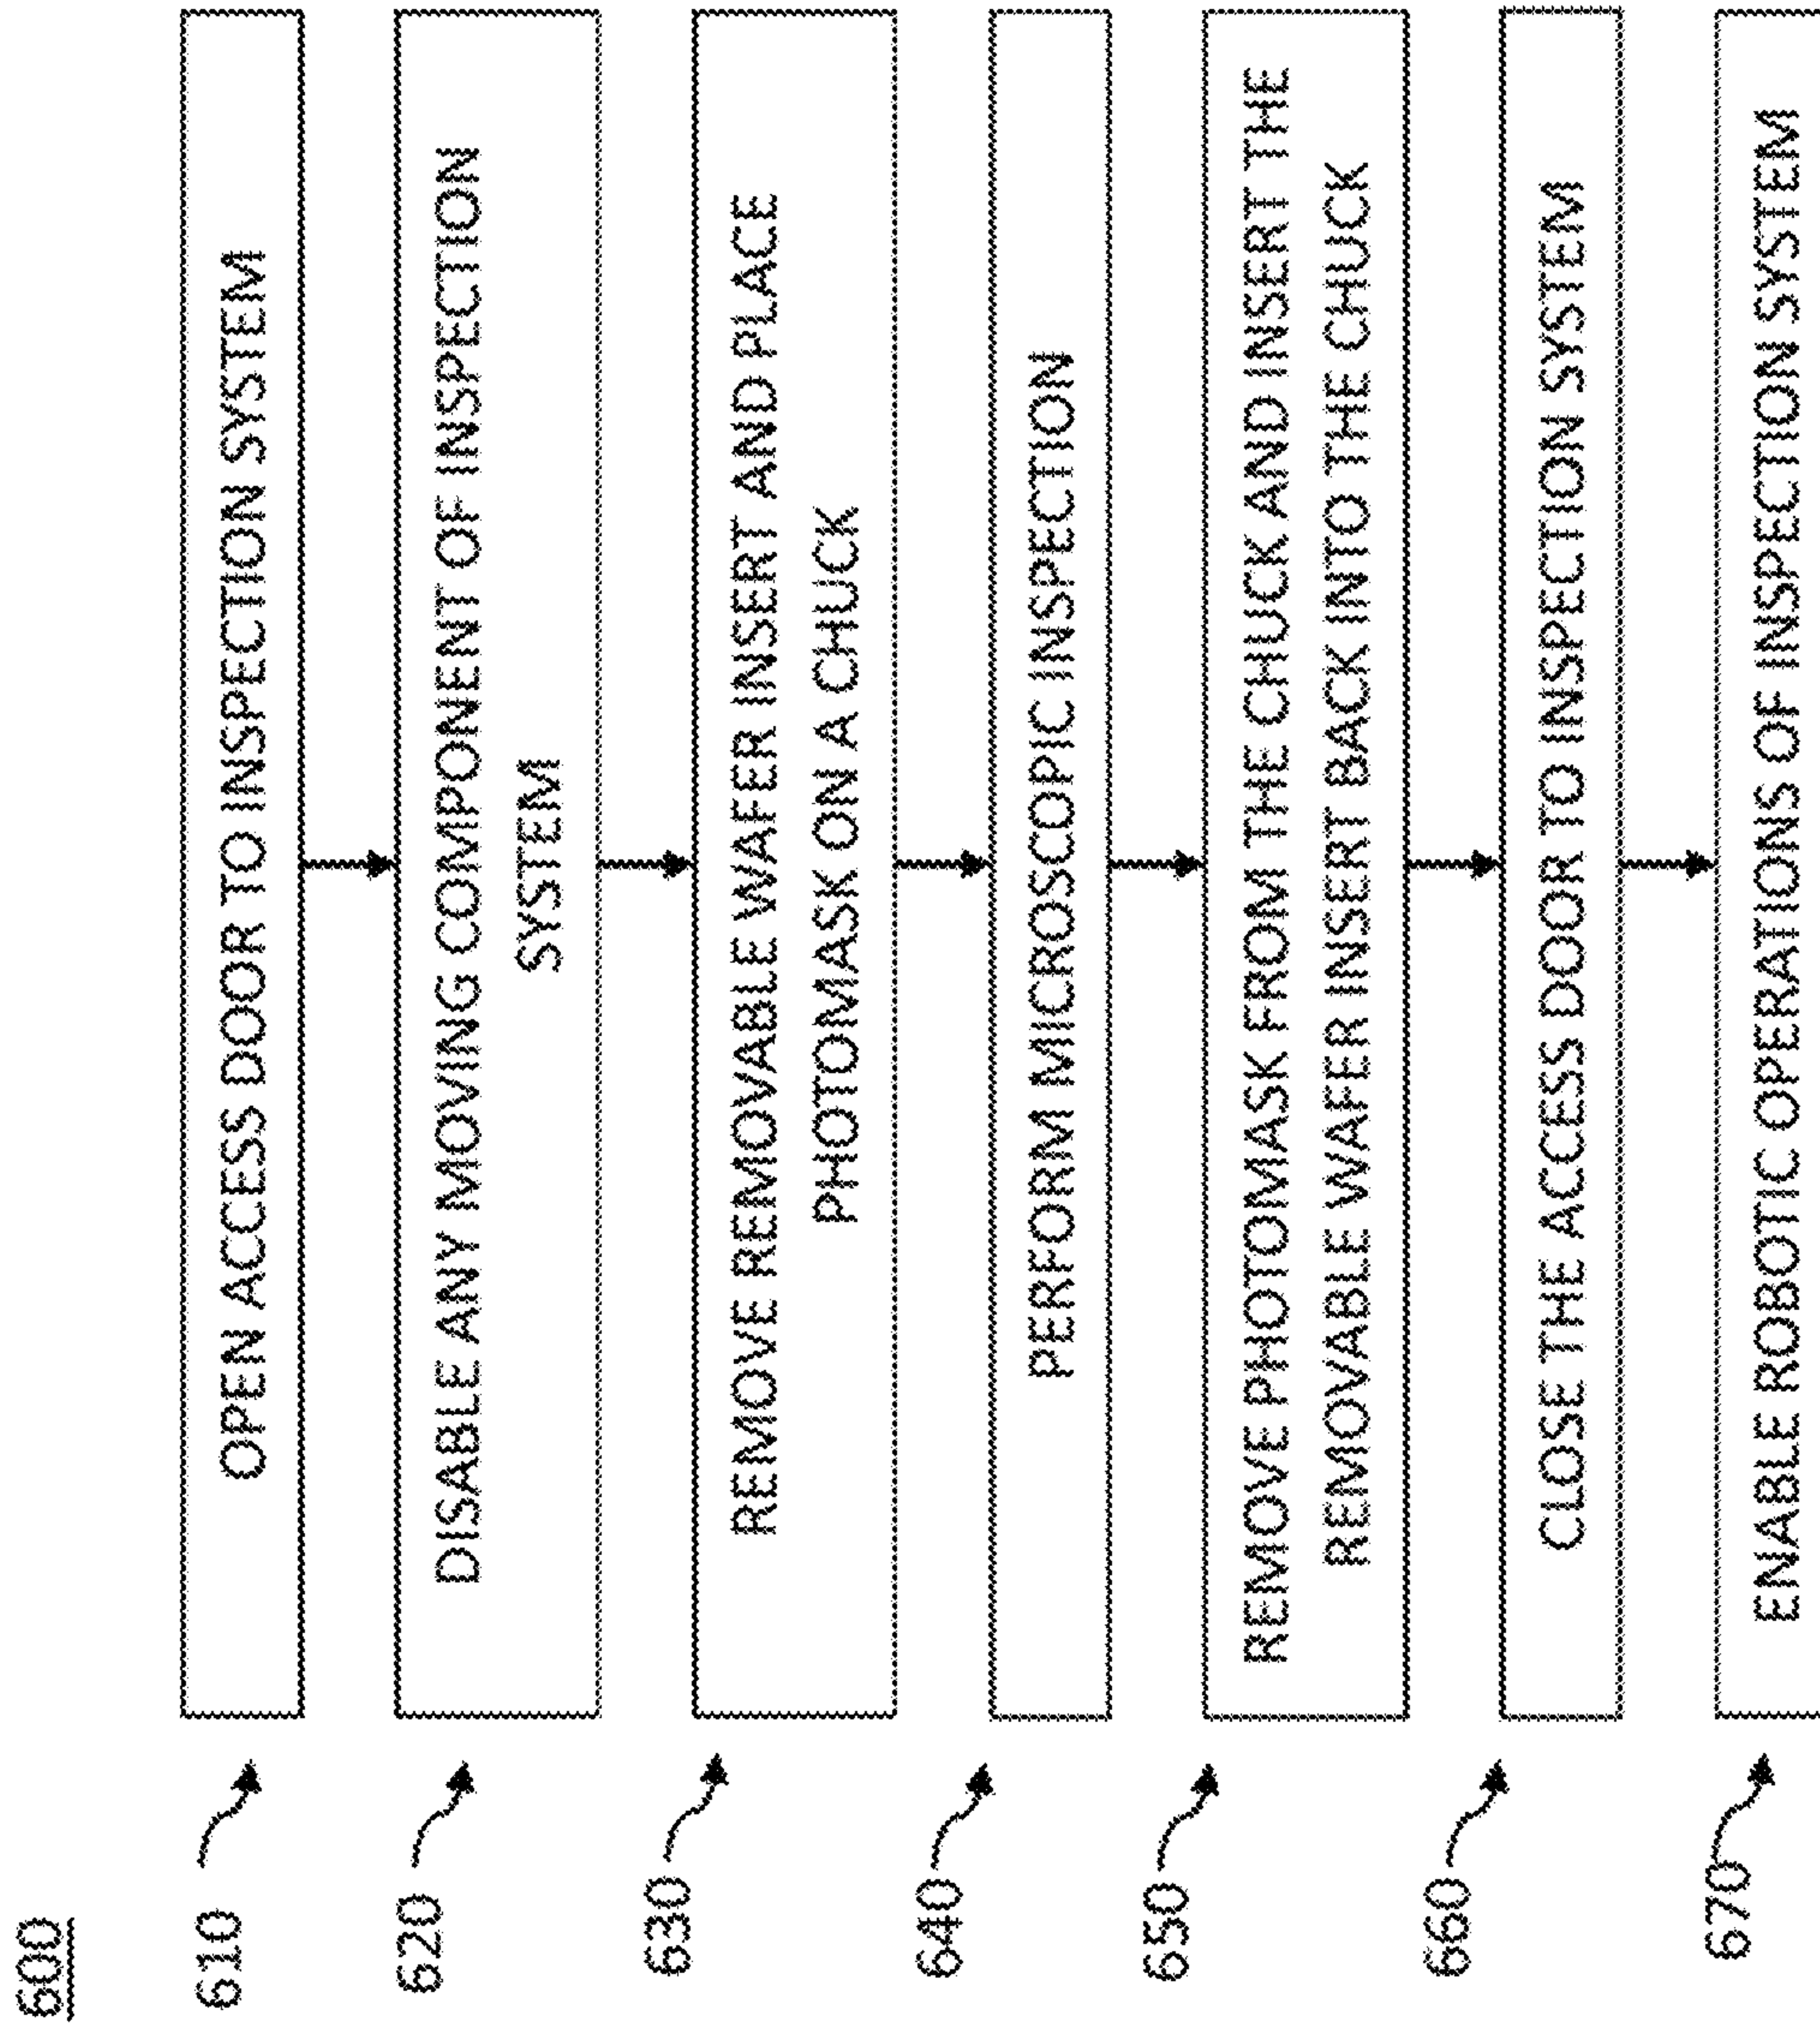 600
610
OPEN ACCESS DOOR TO INSPECTION SYSTEM
620
DISABLE ANY MOVING COMPONENT OF INSPECTION
SYSTEM
630
REMOVE REMOVABLE WAFER INSERT AND PLACE
PHOTOMASK ON A CHUCK
640
PERFORM MICROSCOPIC INSPECTION
650
REMOVE PHOTOMASK FROM THE CHUCK AND INSERT THE
REMOVABLE WAFER INSERT BACK INTO THE CHUCK
660
CLOSE THE ACCESS DOOR TO INSPECTION SYSTEM
670
ENABLE ROBOTIC OPERATIONS OF INSPECTION SYSTEM